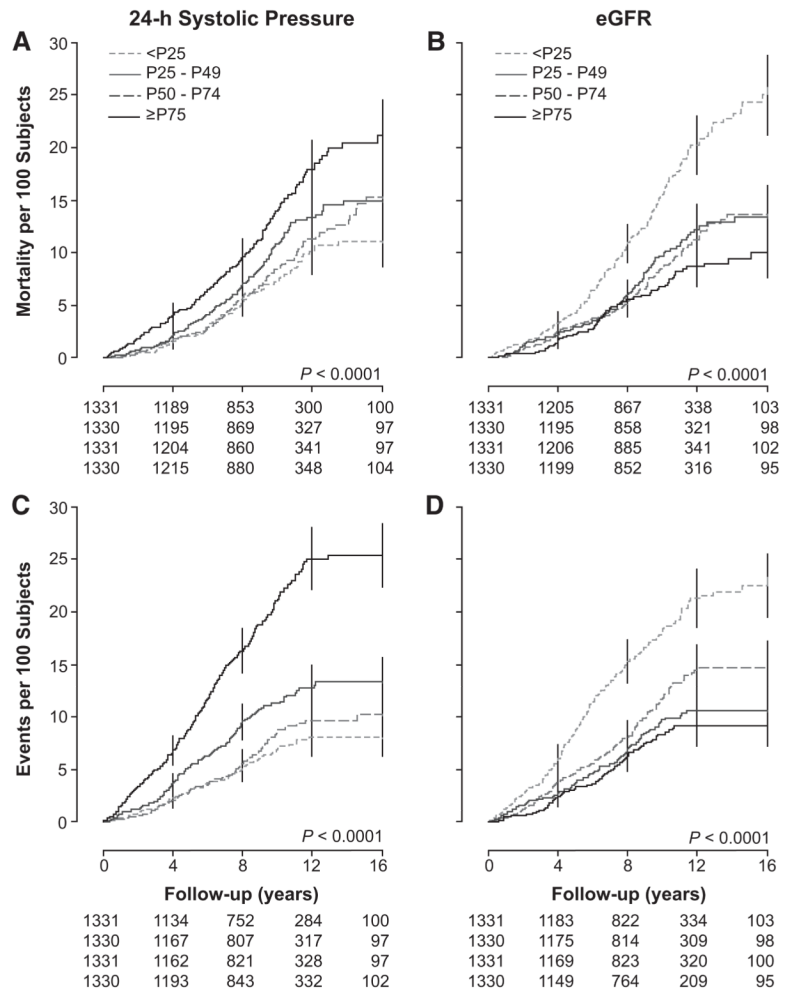 24-h Systolic Pressure
eGFR
A
B
Mortality per 100 Subjects
30
25
20
15
10
5
0
<P25
P25 - P49
P50 - P74
≥P75
<P25
P25 - P49
P50 - P74
≥P75
P < 0.0001
P < 0.0001
1331 1189 853 300 100
1330 1195 869 327 97
1331 1204 860 341 97
1330 1215 880 348 104
1331 1205 867 338 103
1330 1195 858 321 98
1331 1206 885 341 102
1330 1199 852 316 95
C
D
Events per 100 Subjects
30
25
20
15
10
5
0
P < 0.0001
P < 0.0001
0 4 8 12 16
0 4 8 12 16
Follow-up (years)
Follow-up (years)
1331 1134 752 284 100
1330 1167 807 317 97
1331 1162 821 328 97
1330 1193 843 332 102
1331 1183 822 334 103
1330 1175 814 309 98
1331 1169 823 320 100
1330 1149 764 209 95